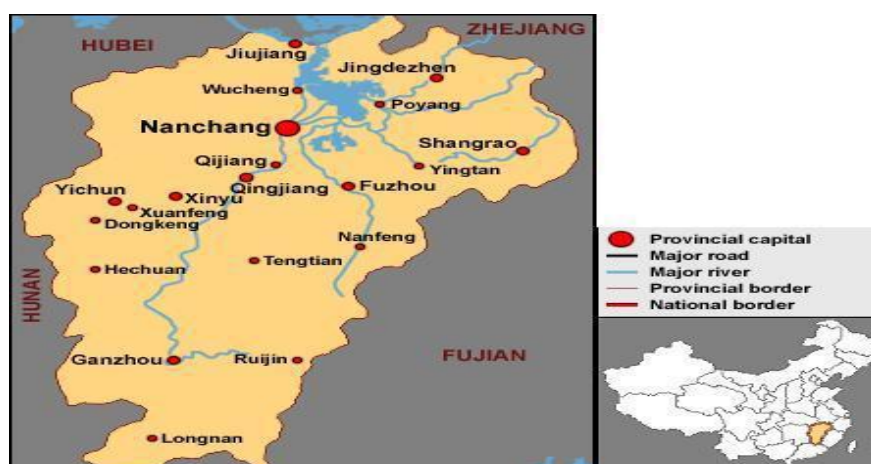 HUBEI
ZHEJIANG
Jiujiang
Jingdezhen
Wucheng
Poyang
Nanchang
Shangrao
Qijiang
Yingtan
Yichun
Xinyu
Qingjiang
Fuzhou
Xuanfeng
Dongkeng
Nanfeng
Tengtian
Hechuan
HUNAN
Ganzhou
Ruijin
FUJIAN
Longnan
Provincial capital
Major road
Major river
Provincial border
National border